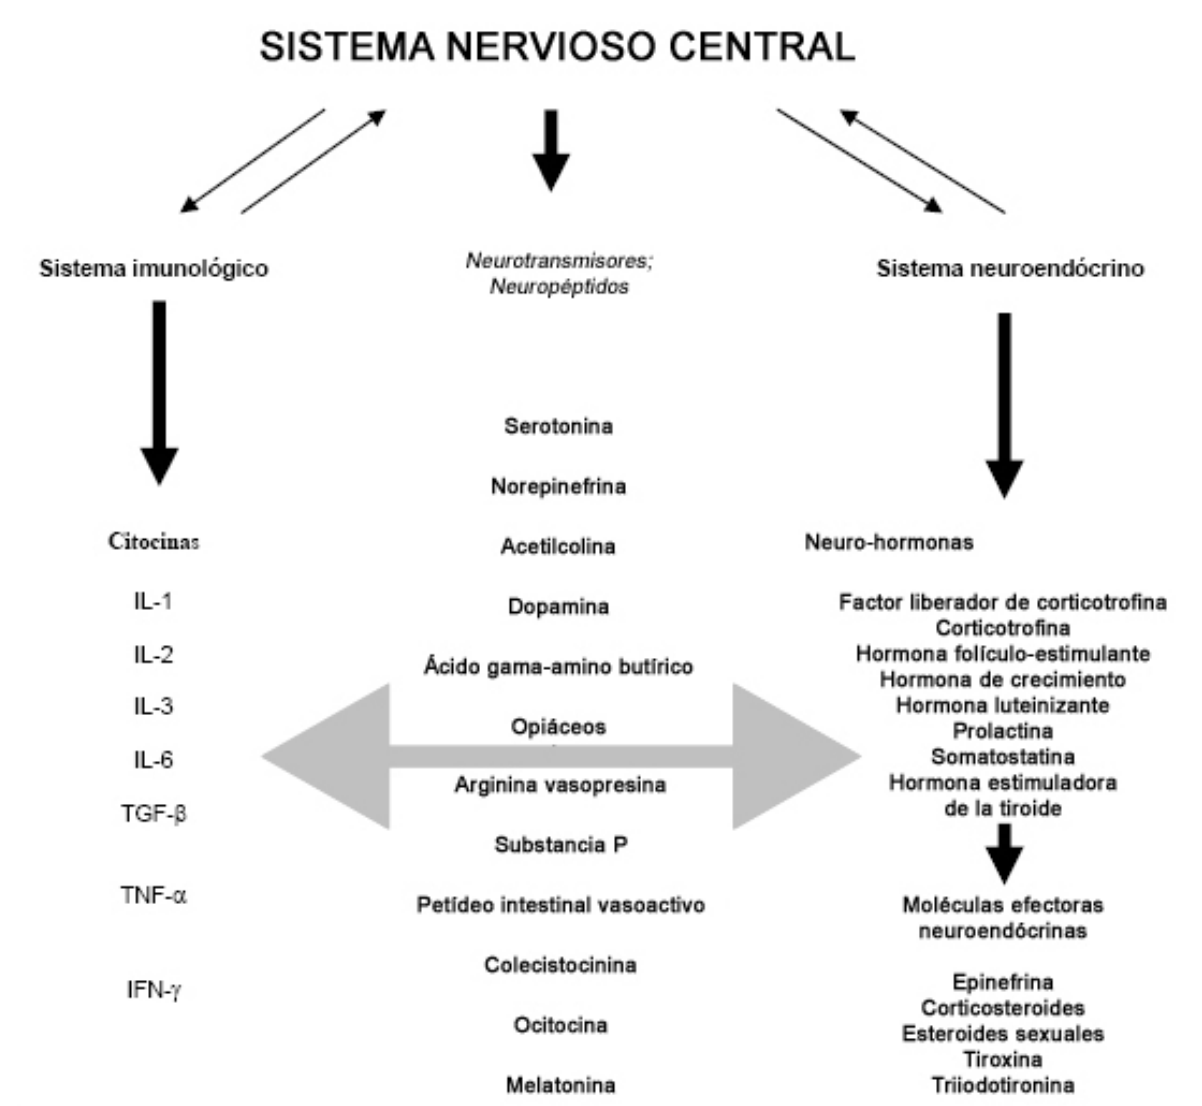 SISTEMA NERVIOSO CENTRAL
Sistema imunológico
Citocinas
IL-1
IL-2
IL-3
IL-6
TGF-β
TNF-α
IFN-γ
Neurotransmisores;
Neuropéptidos
Serotonina
Norepinefrina
Acetilcolina
Dopamina
Ácido gama-amino butírico
Opiáceos
Arginina vasopresina
Substancia P
Petídeo intestinal vasoactivo
Colecistocinina
Ocitocina
Melatonina
Sistema neuroendócrino
Neuro-hormonas
Factor liberador de corticotrofina
Corticotrofina
Hormona folículo-estimulante
Hormona de crecimiento
Hormona luteinizante
Prolactina
Somatostatina
Hormona estimuladora
de la tiroide
Moléculas efectoras
neuroendócrinas
Epinefrina
Corticosteroides
Esteroides sexuales
Tiroxina
Triiodotironina